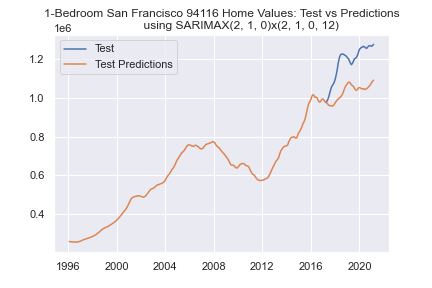 1-Bedroom San Francisco 94116 Home Values: Test vs Predictions
using SARIMAX(2, 1, 0)x(2, 1, 0, 12)
1e6
Test
Test Predictions
1.2
1.0
0.8
0.6
0.4
1996 2000 2004 2008 2012 2016 2020